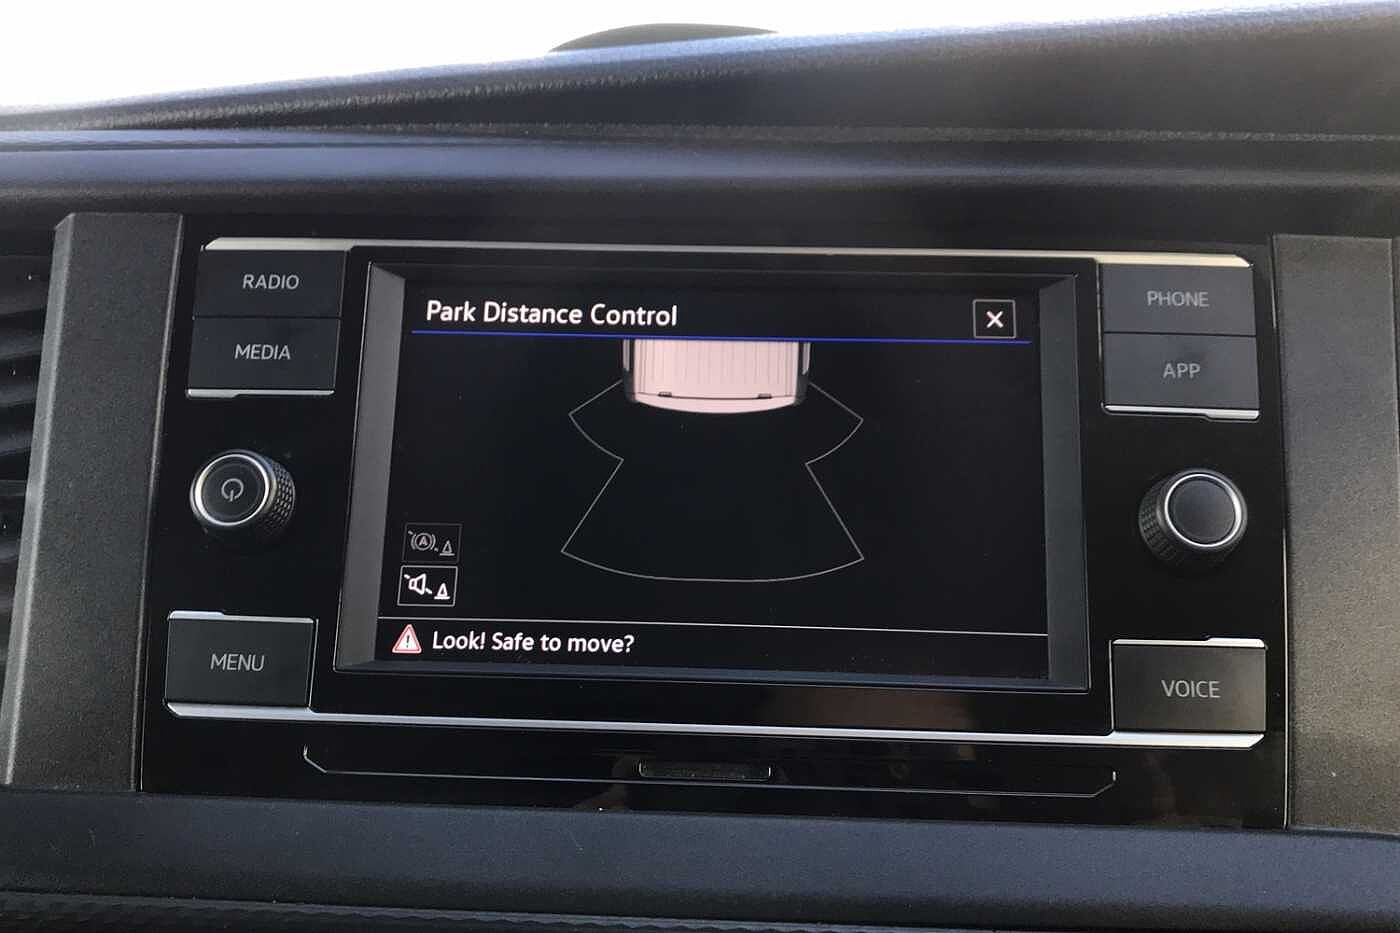 RADIO
MEDIA
Park Distance Control
PHONE
APP
A
Look! Safe to move?
MENU
VOICE